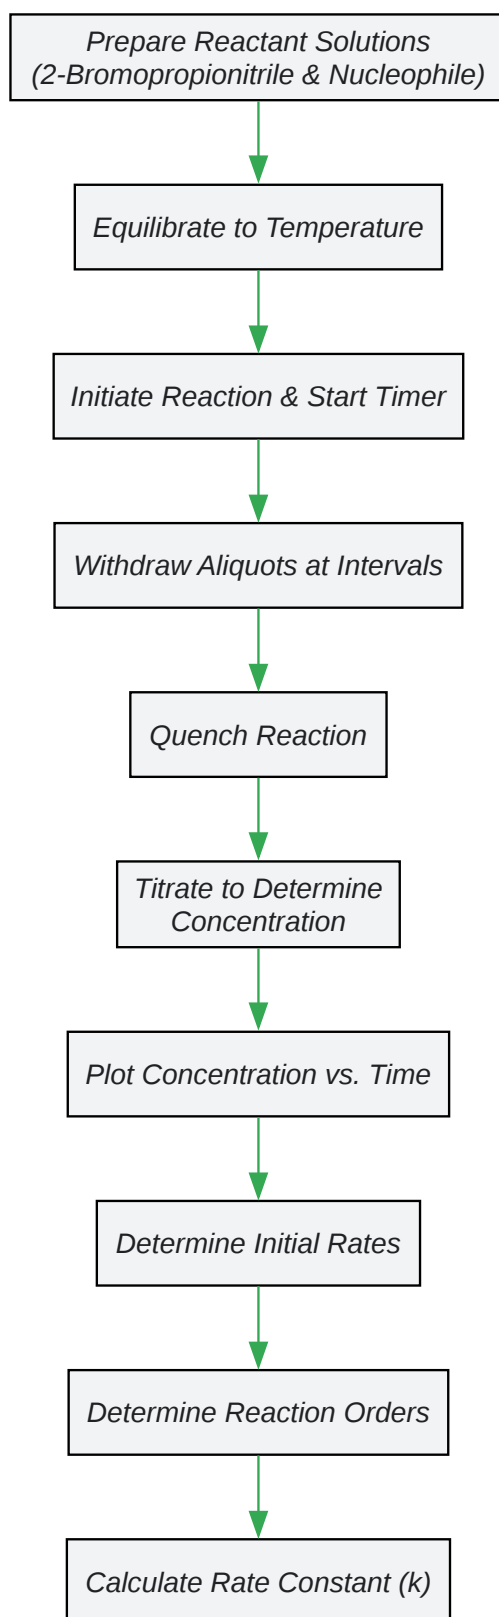 Prepare Reactant Solutions
(2-Bromopropionitrile & Nucleophile)
Equilibrate to Temperature
Initiate Reaction & Start Timer
Withdraw Aliquots at Intervals
Quench Reaction
Titrate to Determine
Concentration
Plot Concentration vs. Time
Determine Initial Rates
Determine Reaction Orders
Calculate Rate Constant (k)